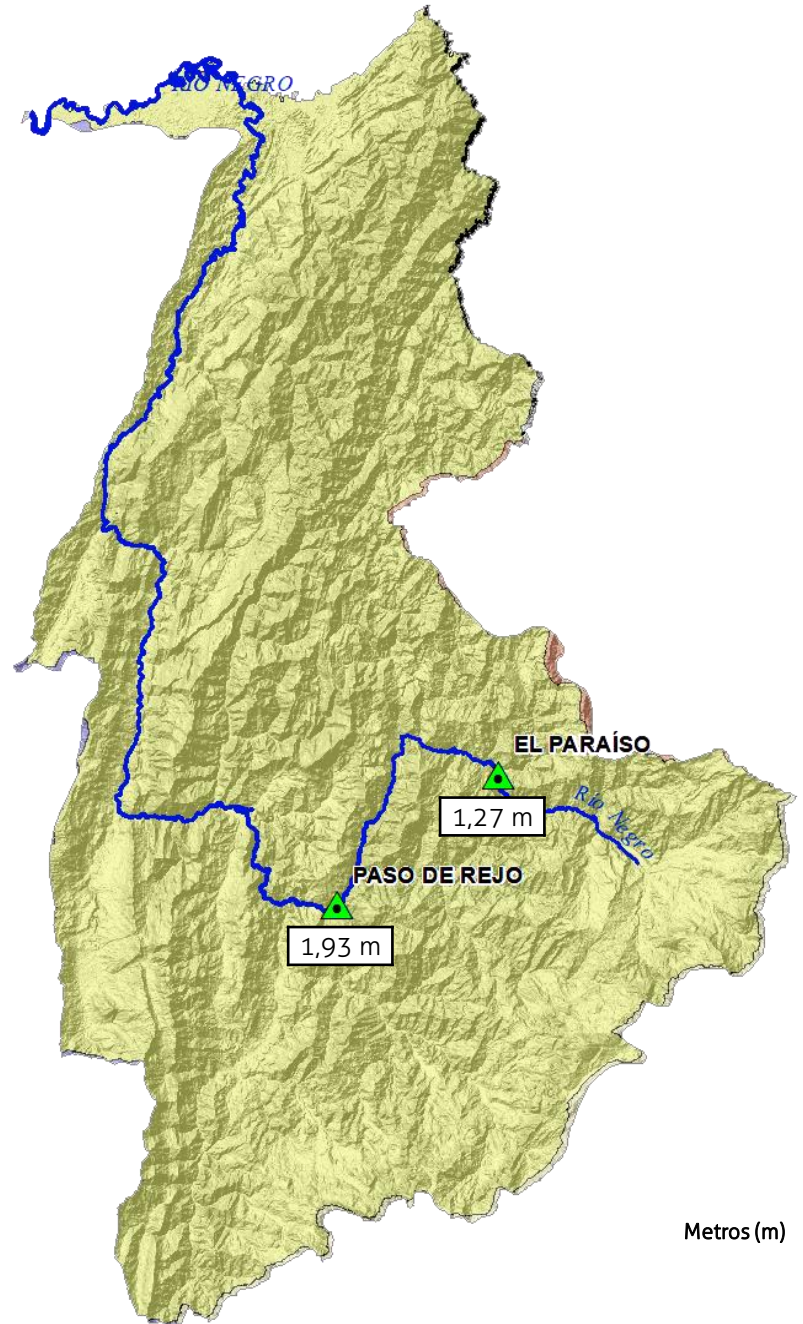 RÍO NEGRO
EL PARAÍSO
1,27 m
Río Negro
PASO DE REJO
1,93 m
Metros (m)